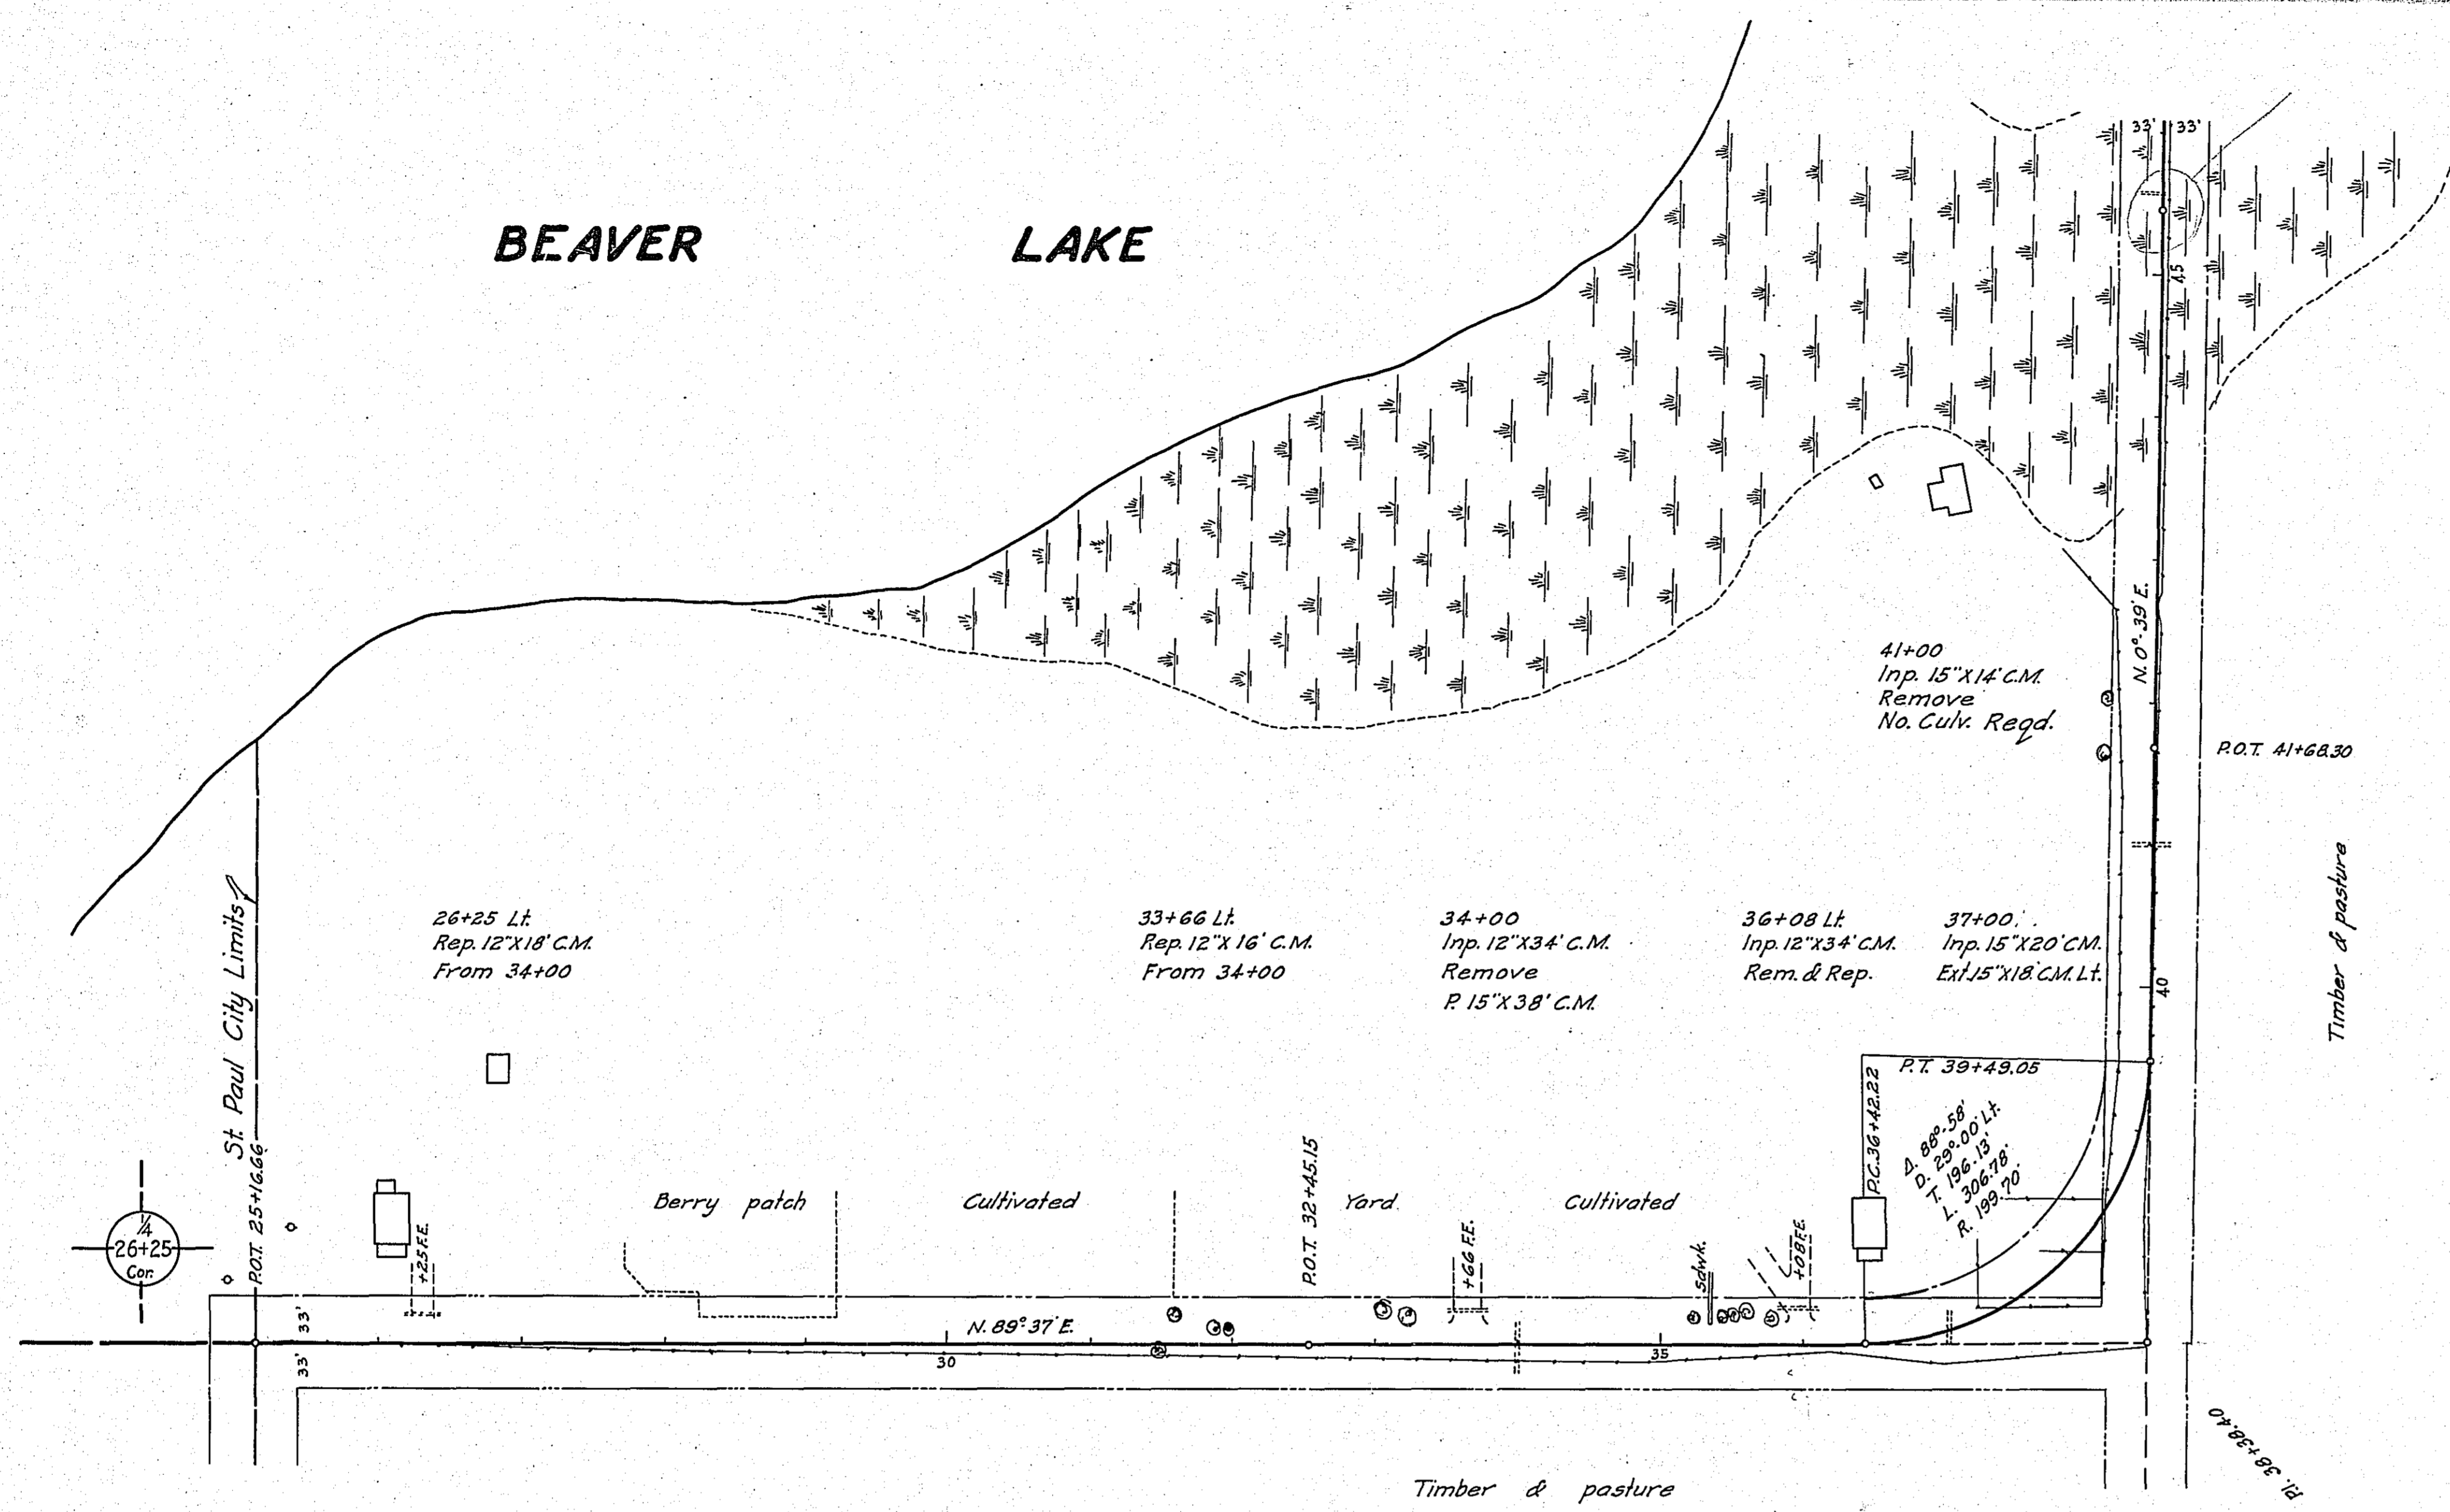 BEAVER LAKE
33' 33'
45
N. 0°-39' E.
41+00
Inp. 15"X14' C.M.
Remove
No. Culv. Reqd.
P.O.T. 41+68.30
Timber & pasture
St. Paul City Limits
26+25 Lt.
Rep. 12"X18' C.M.
From 34+00
33+66 Lt.
Rep. 12"X16' C.M.
From 34+00
34+00
Inp. 12"X34' C.M.
Remove
P. 15"X38' C.M.
36+08 Lt.
Inp. 12"X34' C.M.
Rem. & Rep.
37+00
Inp. 15"X20' C.M.
Ext. 15"X18' C.M. Lt.
40
P.T. 39+49.05
P.C. 36+42.22
Δ. 88°-58'
D. 29°-00' Lt.
T. 196.13'
L. 306.78'
R. 199.70'
P.O.T. 25+16.66
1/4
26+25
Cor.
+25 F.E.
Berry patch
Cultivated
P.O.T. 32+45.15
Yard
+66 F.E.
Cultivated
Sdwk.
+08 F.E.
33'
33'
N. 89°-37' E.
30
35
P.I. 38+38.40
Timber & pasture